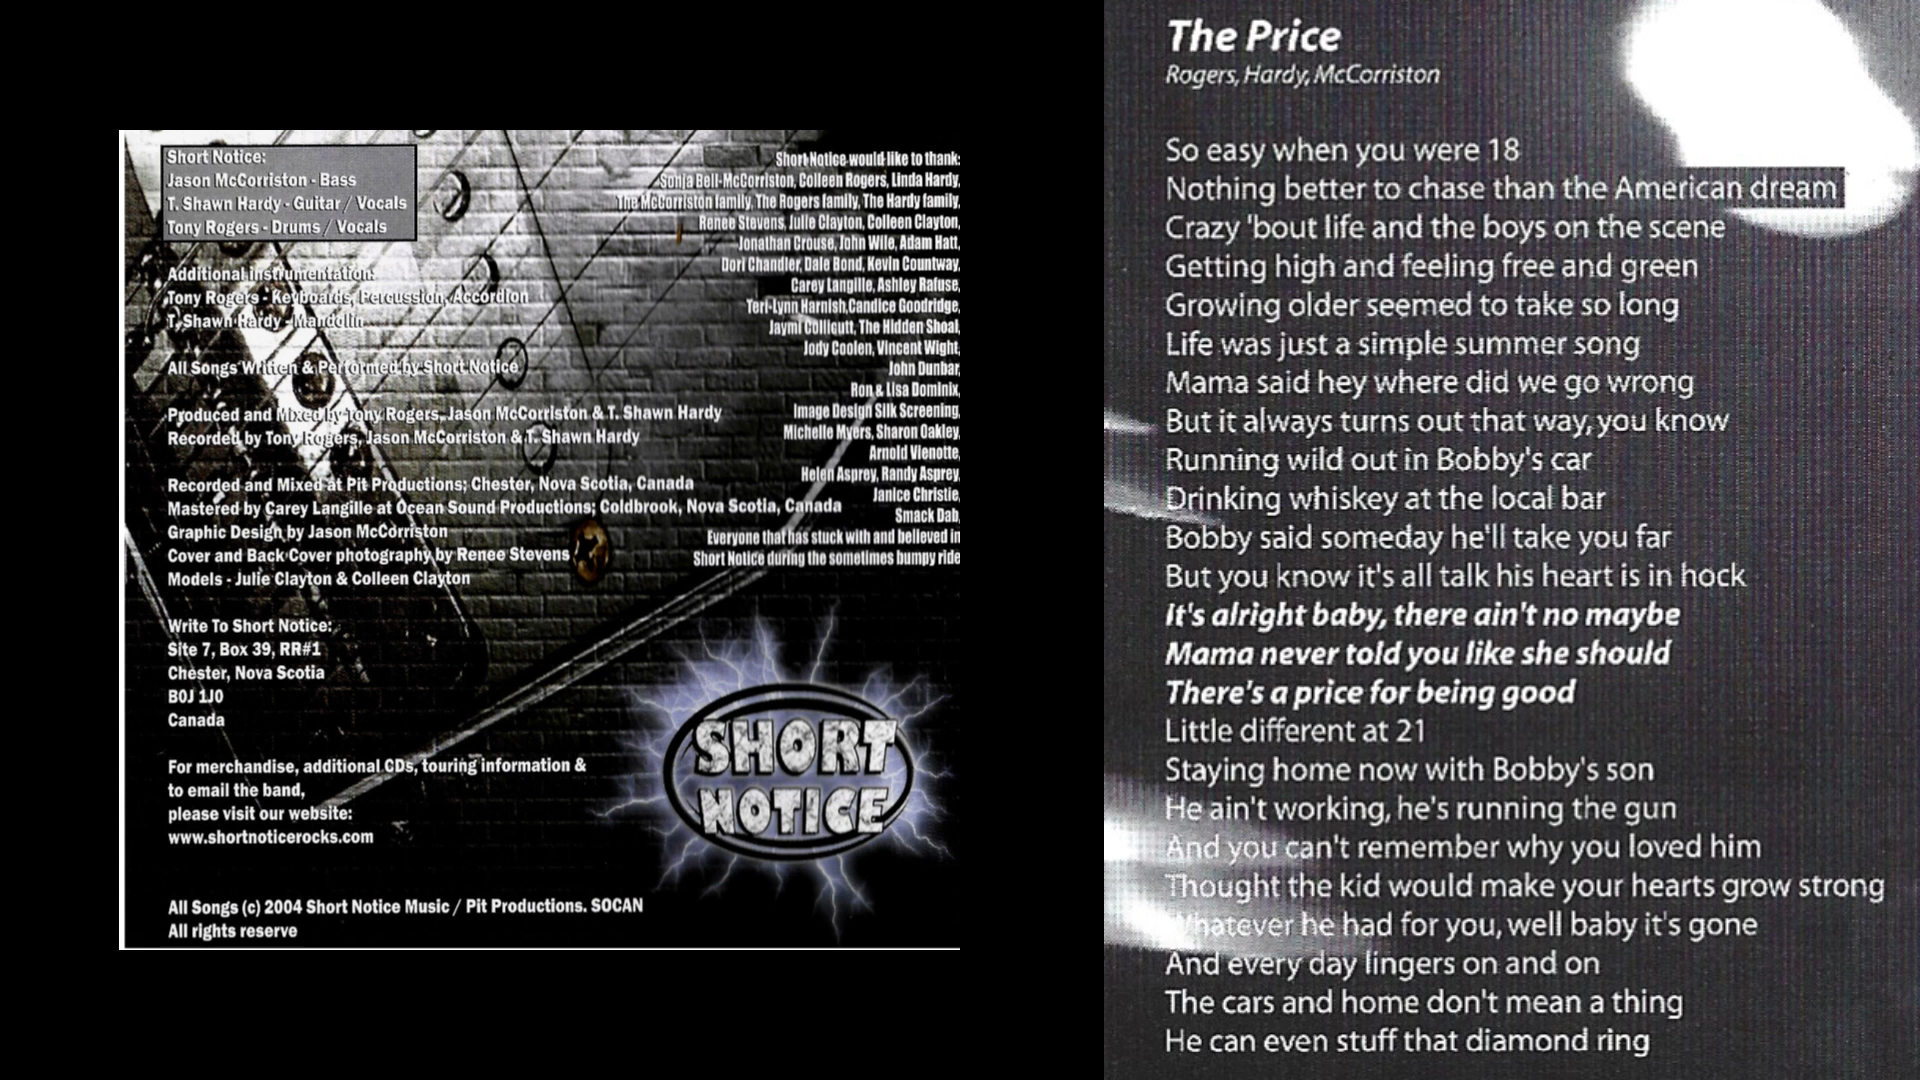 Short Notice:
Jason McCorriston - Bass
T. Shawn Hardy - Guitar / Vocals
Tony Rogers - Drums / Vocals
Additional instrumentation:
Tony Rogers - Keyboards, Percussion, Accordion
T. Shawn Hardy - Mandolin
All Songs Written & Performed by Short Notice
Produced and Mixed by Tony Rogers, Jason McCorriston & T. Shawn Hardy
Recorded by Tony Rogers, Jason McCorriston & T. Shawn Hardy
Recorded and Mixed at Pit Productions; Chester, Nova Scotia, Canada
Mastered by Carey Langille at Ocean Sound Productions; Coldbrook, Nova Scotia, Canada
Graphic Design by Jason McCorriston
Cover and Back Cover photography by Renee Stevens
Models - Julie Clayton & Colleen Clayton
Write To Short Notice:
Site 7, Box 39, RR#1
Chester, Nova Scotia
B0J 1J0
Canada
For merchandise, additional CDs, touring information &
to email the band,
please visit our website:
www.shortnoticerocks.com
All Songs (c) 2004 Short Notice Music / Pit Productions. SOCAN
All rights reserve
Short Notice would like to thank:
Sonja Bell-McCorriston, Colleen Rogers, Linda Hardy,
The McCorriston family, The Rogers family, The Hardy family,
Renee Stevens, Julie Clayton, Colleen Clayton,
Jonathan Crouse, John Wile, Adam Hatt,
Dori Chandler, Dale Bond, Kevin Countway,
Carey Langille, Ashley Rafuse,
Teri-Lynn Harnish,Candice Goodridge,
Jaymi Collicutt, The Hidden Shoal,
Jody Coolen, Vincent Wight,
John Dunbar,
Ron & Lisa Dominix,
Image Design Silk Screening,
Michelle Myers, Sharon Oakley,
Arnold Vienotte,
Helen Asprey, Randy Asprey,
Janice Christie,
Smack Dab,
Everyone that has stuck with and believed in
Short Notice during the sometimes bumpy ride
SHORT
NOTICE
The Price
Rogers, Hardy, McCorriston
So easy when you were 18
Nothing better to chase than the American dream
Crazy 'bout life and the boys on the scene
Getting high and feeling free and green
Growing older seemed to take so long
Life was just a simple summer song
Mama said hey where did we go wrong
But it always turns out that way, you know
Running wild out in Bobby's car
Drinking whiskey at the local bar
Bobby said someday he'll take you far
But you know it's all talk his heart is in hock
It's alright baby, there ain't no maybe
Mama never told you like she should
There's a price for being good
Little different at 21
Staying home now with Bobby's son
He ain't working, he's running the gun
And you can't remember why you loved him
Thought the kid would make your hearts grow strong
Whatever he had for you, well baby it's gone
And every day lingers on and on
The cars and home don't mean a thing
He can even stuff that diamond ring